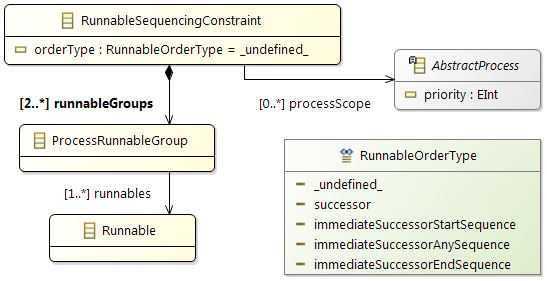 RunnableSequencingConstraint
orderType : RunnableOrderType = _undefined_
AbstractProcess
priority : EInt
[2..*] runnableGroups
[0..*] processScope
ProcessRunnableGroup
[1..*] runnables
Runnable
RunnableOrderType
_undefined_
successor
immediateSuccessorStartSequence
immediateSuccessorAnySequence
immediateSuccessorEndSequence